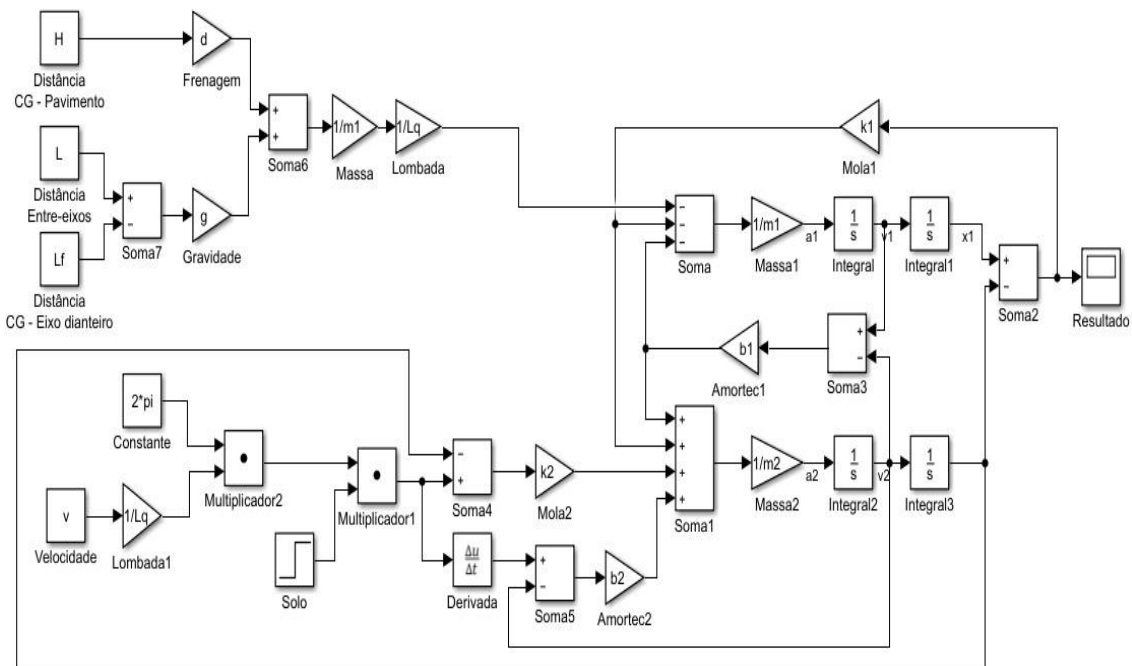 H
Distância
CG - Pavimento
d
Frenagem
L
Distância
Entre-eixos
Lf
Distância
CG - Eixo dianteiro
+
−
Soma7
g
Gravidade
+
+
Soma6
1/m1
Massa
1/Lq
Lombada
k1
Mola1
−
−
−
Soma
1/m1
Massa1
a1
1
s
Integral
v1
1
s
Integral1
x1
+
−
Soma2
Resultado
+
−
Soma3
b1
Amortec1
2*pi
Constante
v
Velocidade
1/Lq
Lombada1
Multiplicador2
Solo
Multiplicador1
−
+
Soma4
k2
Mola2
Δu
Δt
Derivada
+
−
Soma5
b2
Amortec2
+
+
+
+
Soma1
1/m2
Massa2
a2
1
s
Integral2
v2
1
s
Integral3